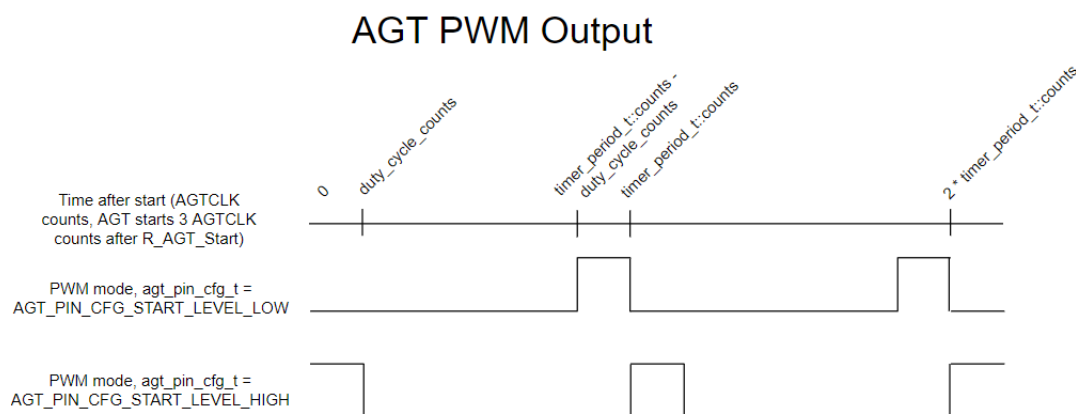 AGT PWM Output
0
duty_cycle_counts
timer_period_t::counts -
duty_cycle_counts
timer_period_t::counts
2 * timer_period_t::counts
Time after start (AGTCLK
counts, AGT starts 3 AGTCLK
counts after R_AGT_Start)
PWM mode, agt_pin_cfg_t =
AGT_PIN_CFG_START_LEVEL_LOW
PWM mode, agt_pin_cfg_t =
AGT_PIN_CFG_START_LEVEL_HIGH